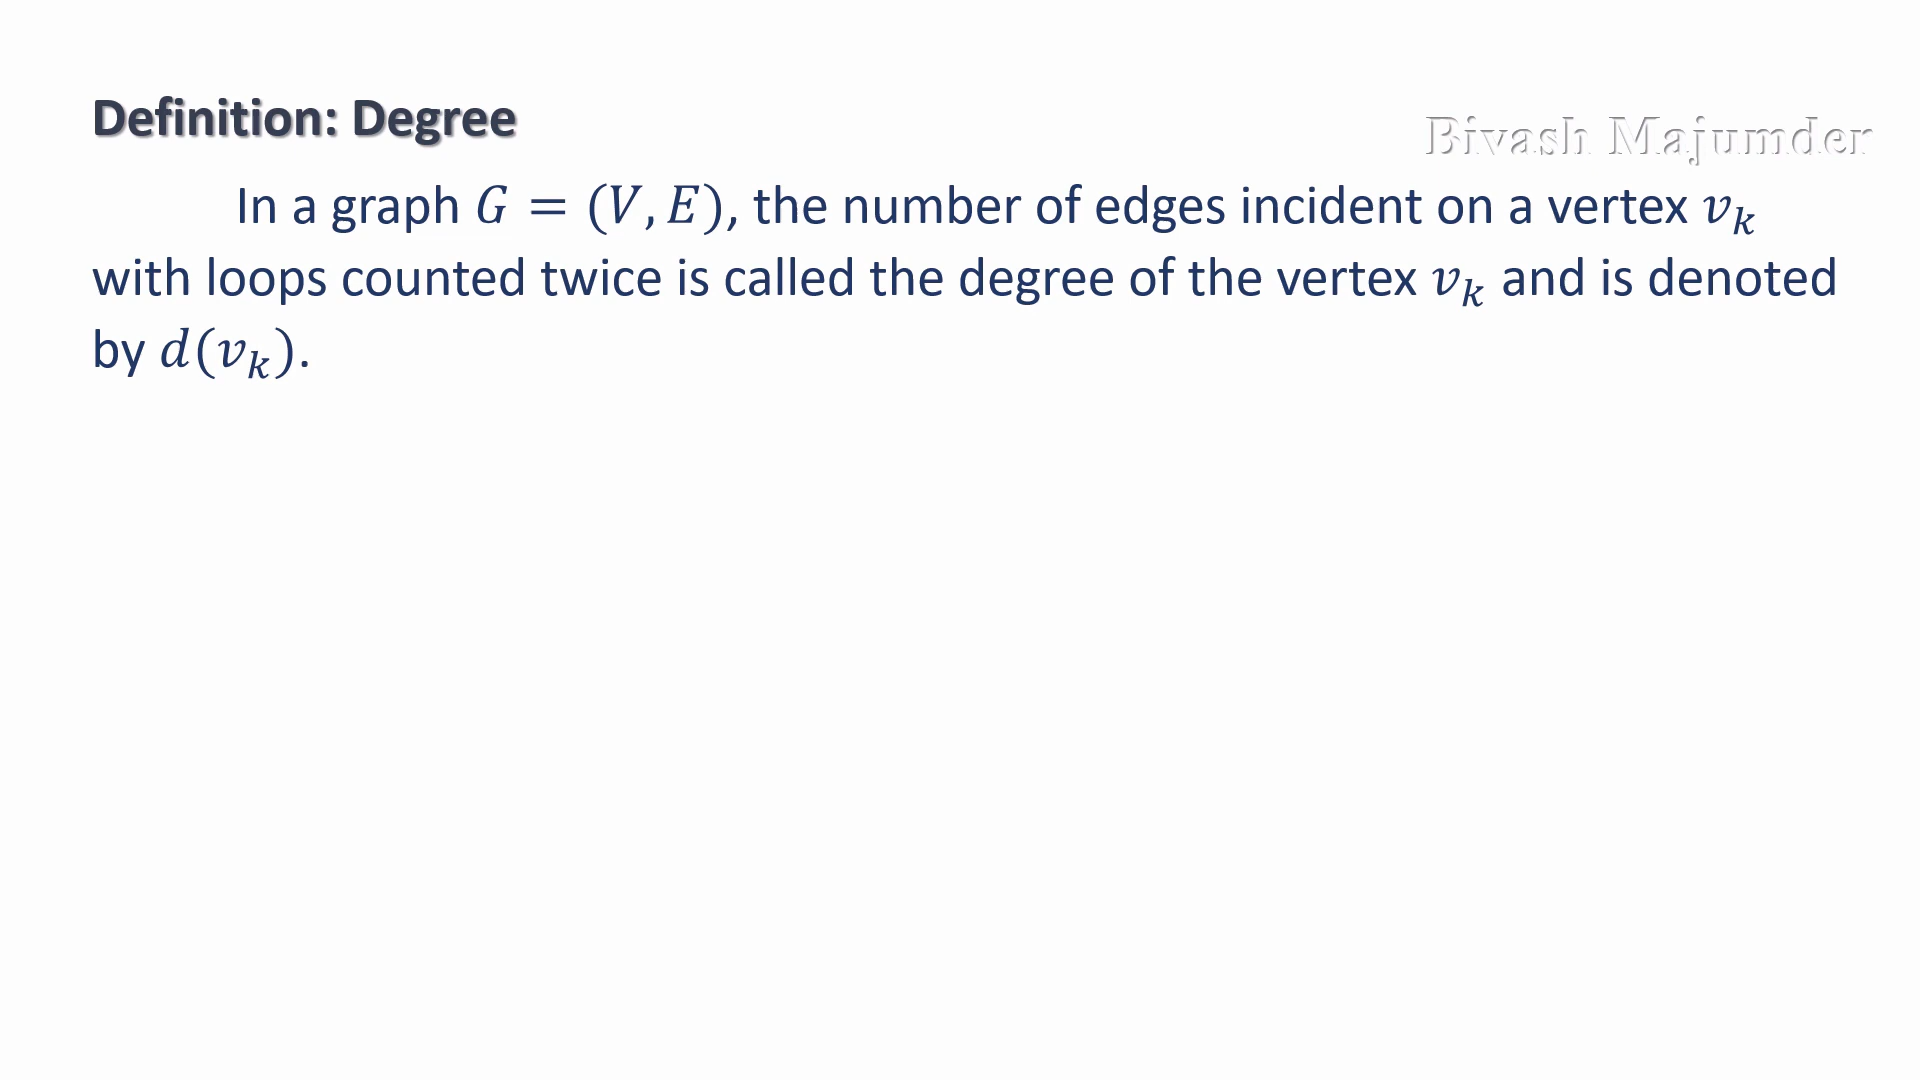 Definition: Degree
Bivash Majumder
In a graph G = (V, E), the number of edges incident on a vertex v_k
with loops counted twice is called the degree of the vertex v_k and is denoted
by d(v_k).